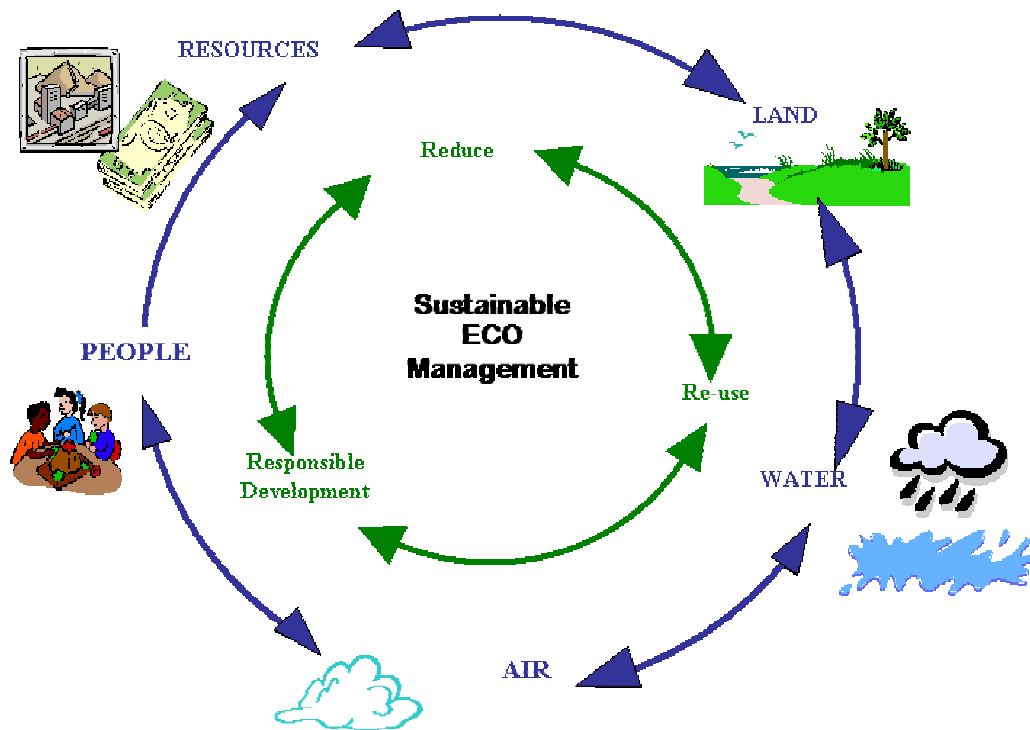 RESOURCES
LAND
Reduce
Sustainable
ECO
Management
PEOPLE
Re-use
Responsible
Development
WATER
AIR